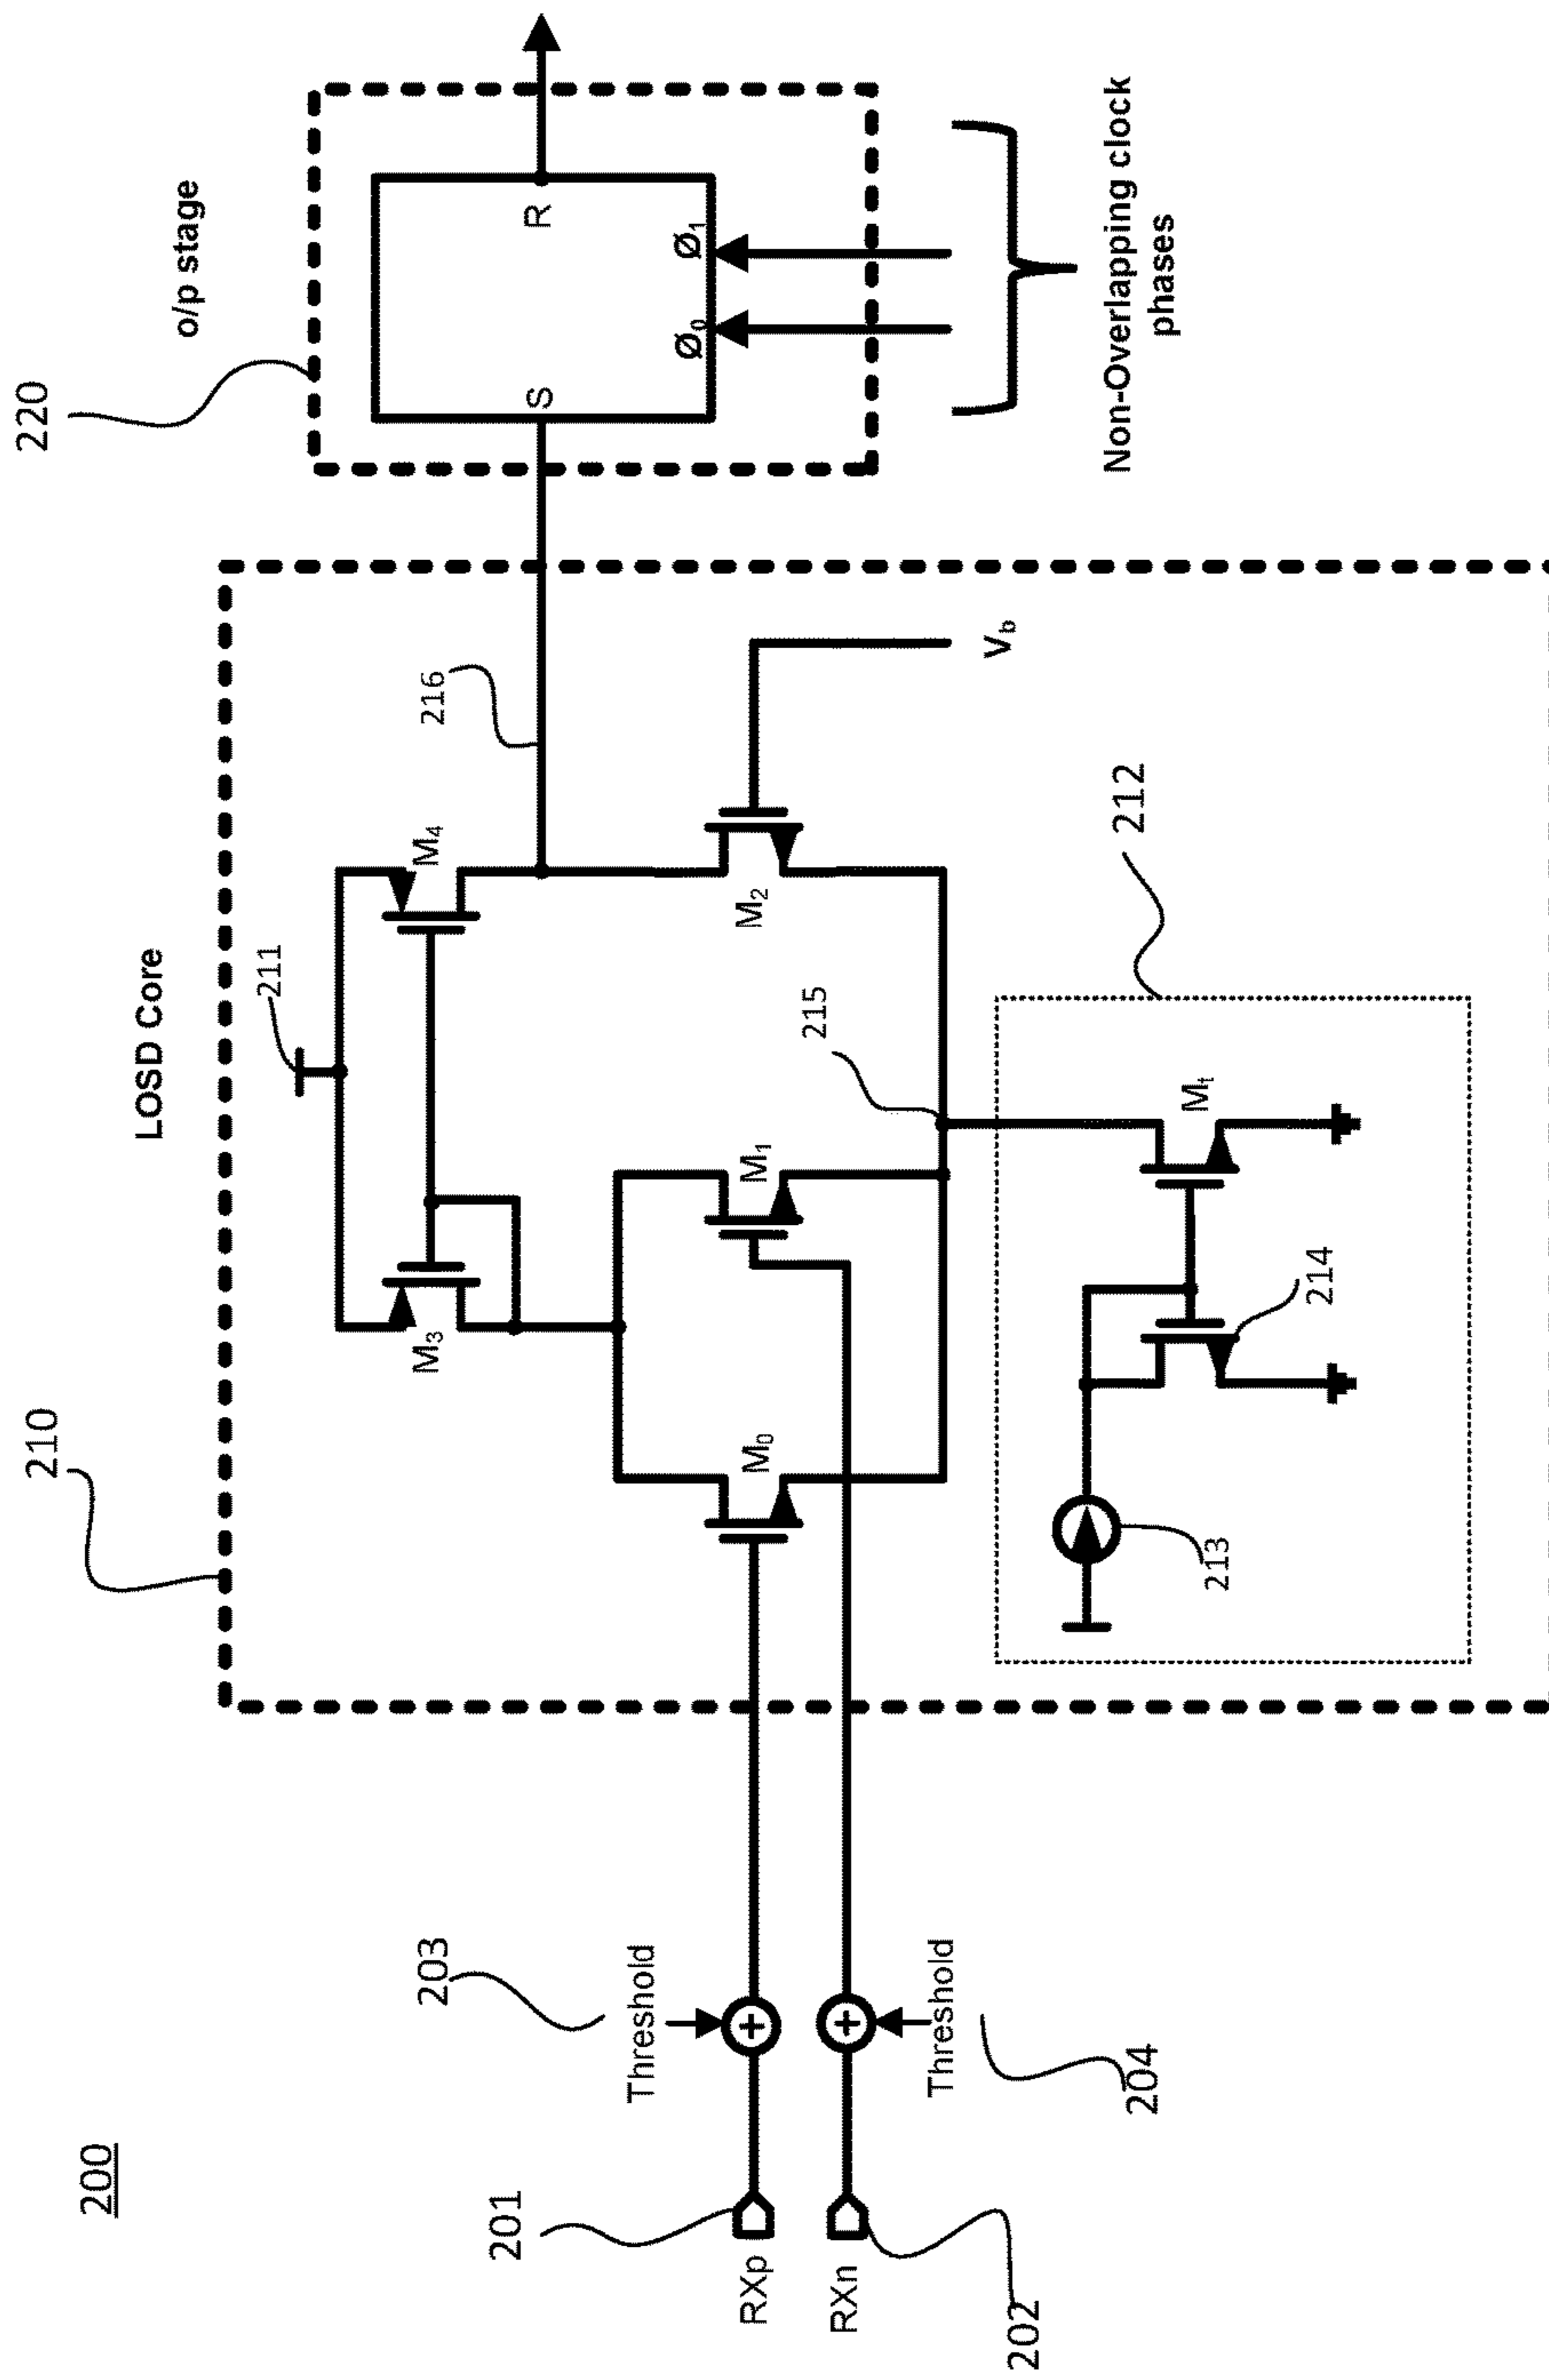 200
RXp
RXn
201
202
203
204
Threshold
Threshold
210
LOSD Core
211
M3
M4
M0
M1
M2
Vb
216
215
212
213
214
Mt
220
o/p stage
S
R
Ø0
Ø1
Non-Overlapping clock
phases